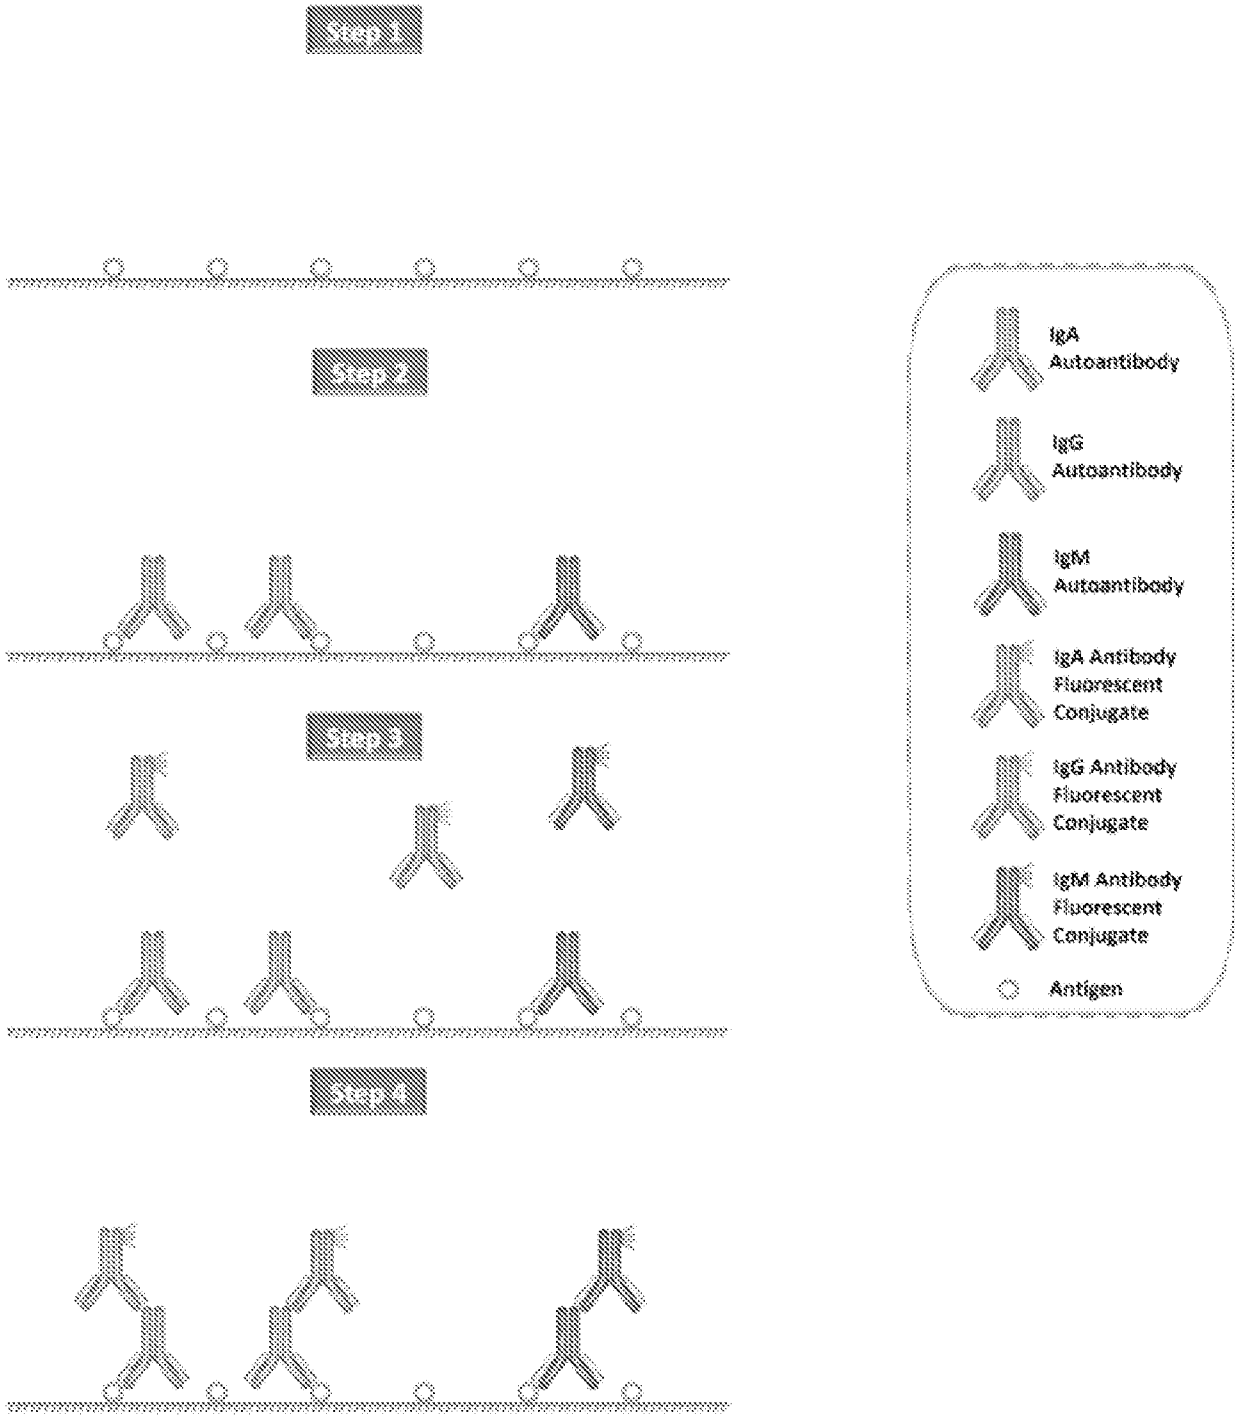 Step 1
Step 2
Step 3
Step 4
IgA
Autoantibody
IgG
Autoantibody
IgM
Autoantibody
IgA Antibody
Fluorescent
Conjugate
IgG Antibody
Fluorescent
Conjugate
IgM Antibody
Fluorescent
Conjugate
Antigen